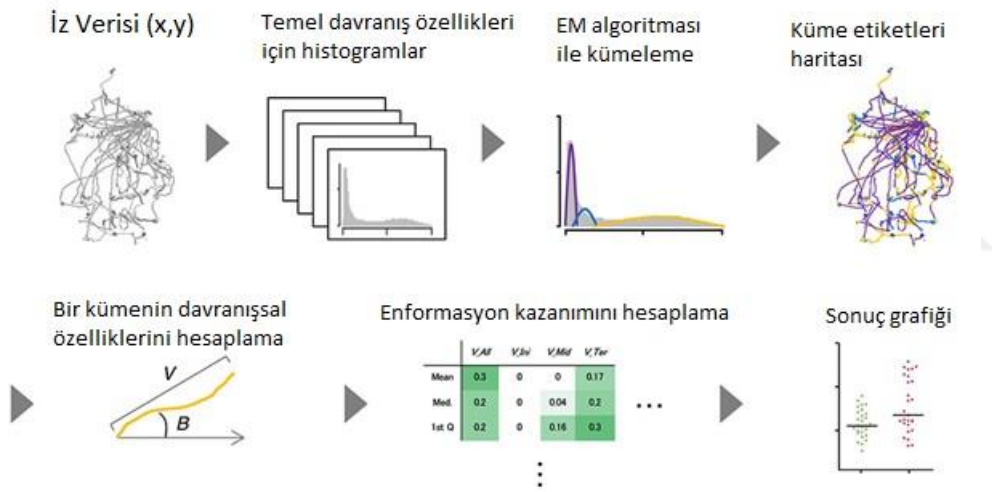 İz Verisi (x,y)
Temel davranış özellikleri
için histogramlar
EM algoritması
ile kümeleme
Küme etiketleri
haritası
Bir kümenin davranışsal
özelliklerini hesaplama
V
B
Enformasyon kazanımını hesaplama
V,All V,Ini V,Mid V,Ter
Mean 0.3 0 0 0.17
Med. 0.2 0 0.04 0.2
1st Q 0.2 0 0.16 0.3
Sonuç grafiği